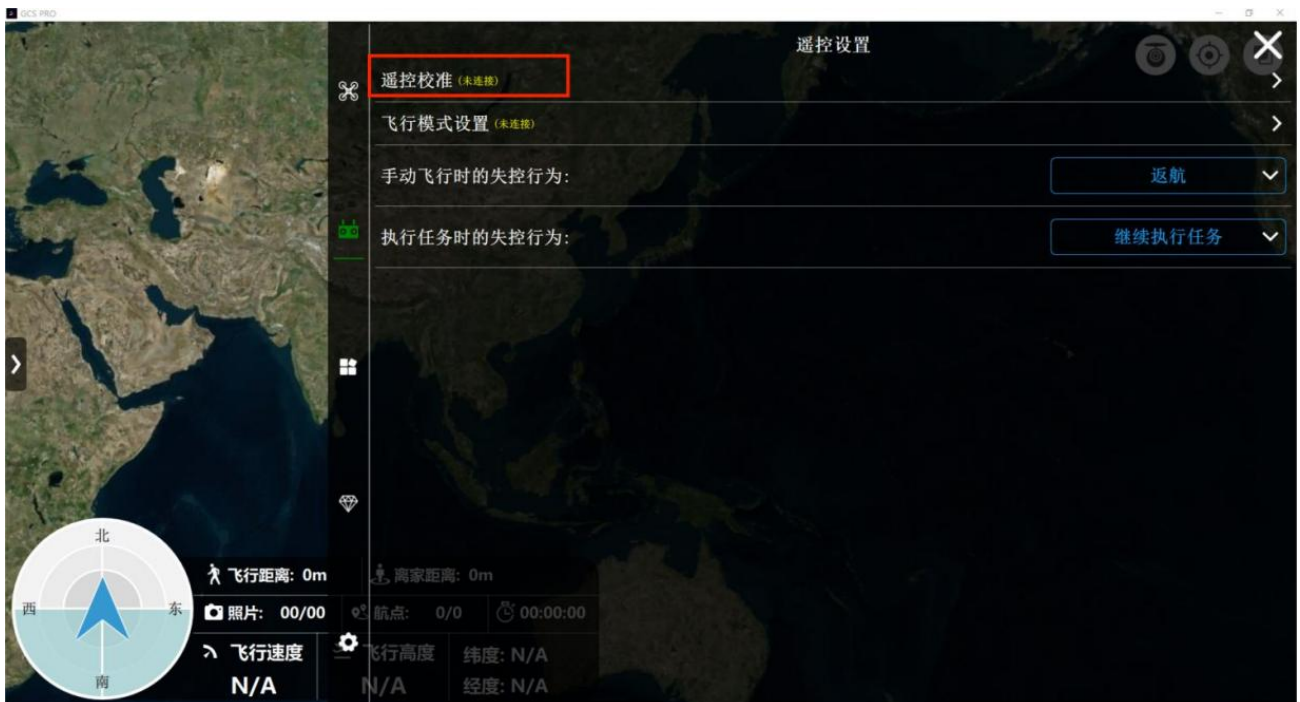 GCS PRO
遥控设置
遥控校准 (未连接)
飞行模式设置 (未连接)
手动飞行时的失控行为: 返航
执行任务时的失控行为: 继续执行任务
北
西 东
南
飞行距离: 0m 离家距离: 0m
照片: 00/00 航点: 0/0 00:00:00
飞行速度 飞行高度 纬度: N/A
N/A N/A 经度: N/A